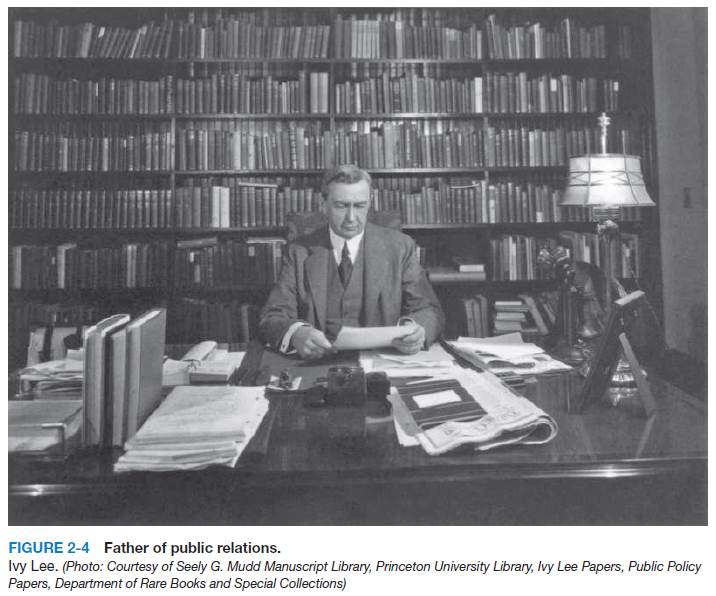 FIGURE 2-4 Father of public relations.
Ivy Lee. (Photo: Courtesy of Seely G. Mudd Manuscript Library, Princeton University Library, Ivy Lee Papers, Public Policy
Papers, Department of Rare Books and Special Collections)